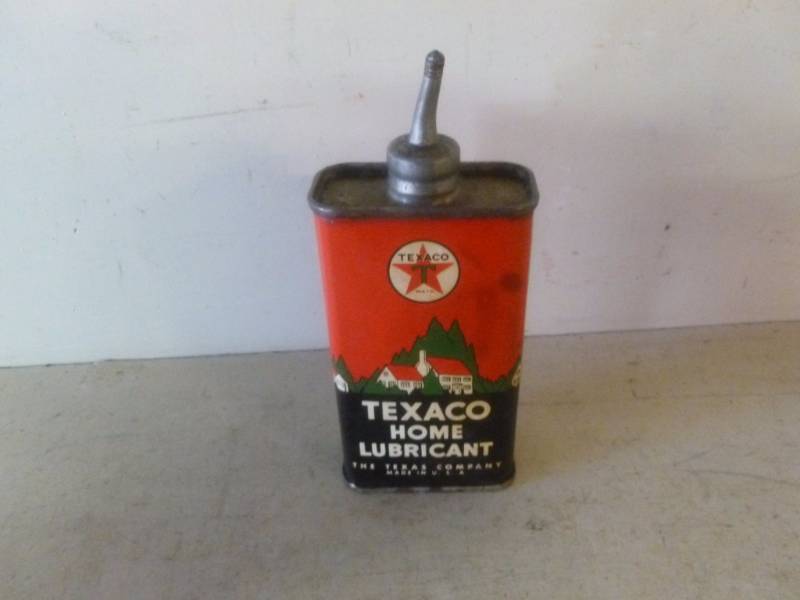 TEXACO
T
TEXACO
HOME
LUBRICANT
THE TEXAS COMPANY
MADE IN U. S. A